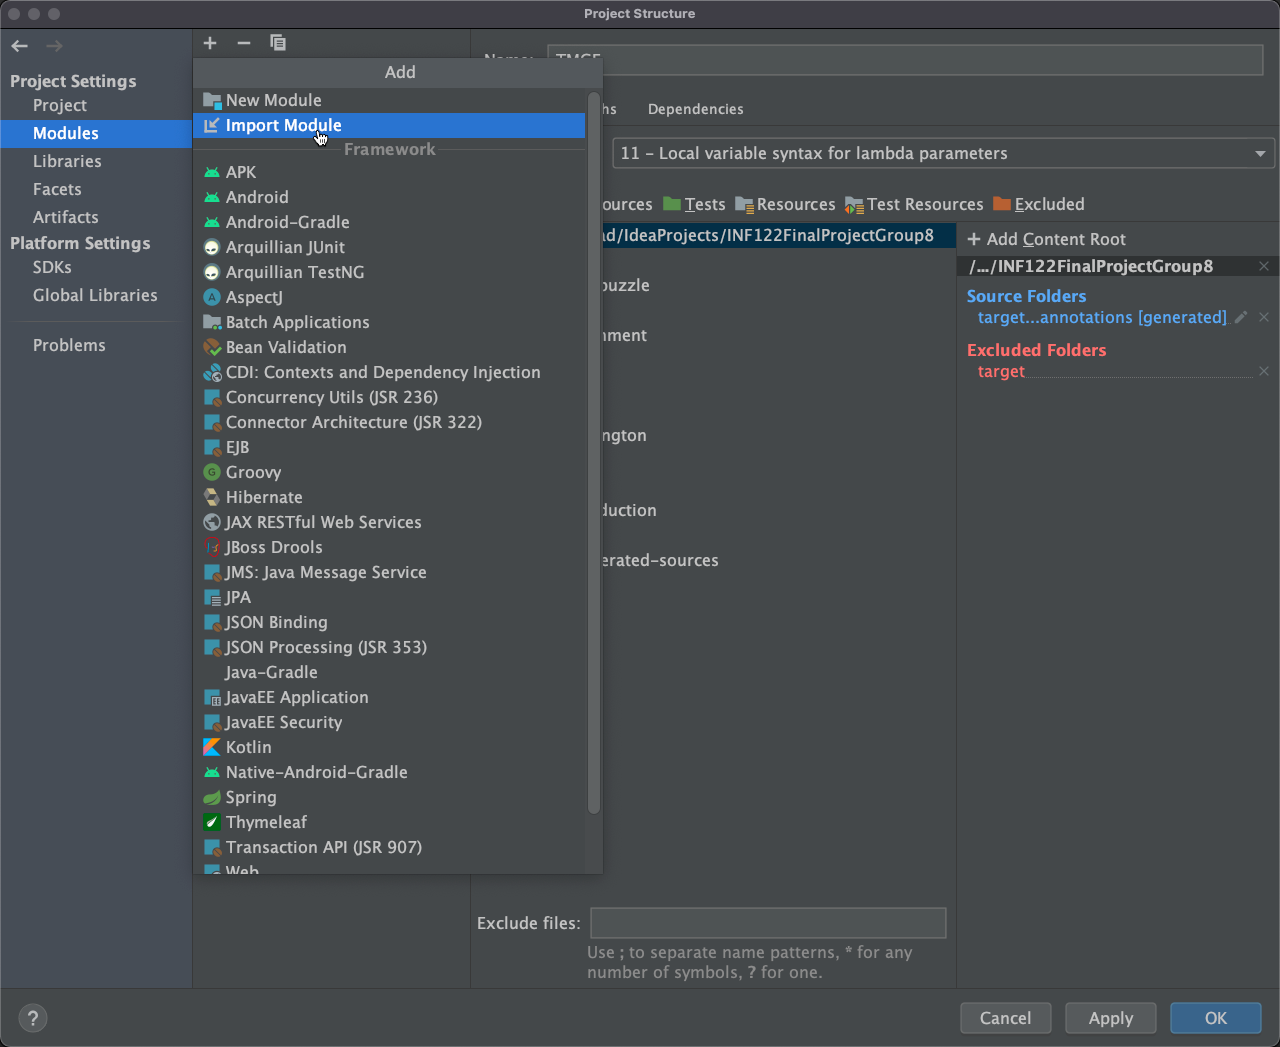 Project Structure
Project Settings
Project
Modules
Libraries
Facets
Artifacts
Platform Settings
SDKs
Global Libraries
Problems
Add
New Module
Import Module
Framework
APK
Android
Android-Gradle
Arquillian JUnit
Arquillian TestNG
AspectJ
Batch Applications
Bean Validation
CDI: Contexts and Dependency Injection
Concurrency Utils (JSR 236)
Connector Architecture (JSR 322)
EJB
Groovy
Hibernate
JAX RESTful Web Services
JBoss Drools
JMS: Java Message Service
JPA
JSON Binding
JSON Processing (JSR 353)
Java-Gradle
JavaEE Application
JavaEE Security
Kotlin
Native-Android-Gradle
Spring
Thymeleaf
Transaction API (JSR 907)
Web
hs Dependencies
11 - Local variable syntax for lambda parameters
ources Tests Resources Test Resources Excluded
ad/IdeaProjects/INF122FinalProjectGroup8
puzzle
nment
ngton
duction
erated-sources
+ Add Content Root
/.../INF122FinalProjectGroup8
Source Folders
target...annotations [generated]
Excluded Folders
target
Exclude files:
Use ; to separate name patterns, * for any
number of symbols, ? for one.
?
Cancel
Apply
OK